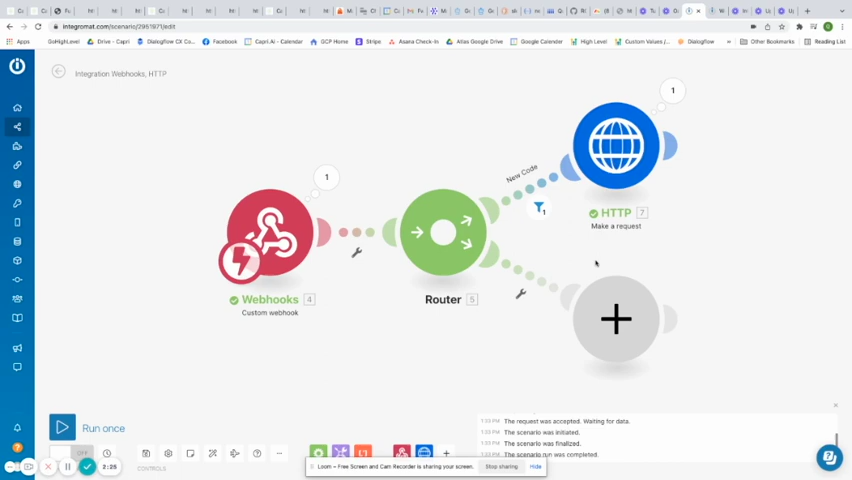 integromat.com/scenario/2951971/edit
Apps
GoHighLevel
Drive - Capri
Dialogflow CX Co...
Facebook
Capri.Ai - Calendar
GCP Home
Stripe
Asana Check-In
Atlas Google Drive
Google Calendar
High Level
Custom Values /...
Dialogflow
Other Bookmarks
Reading List
Integration Webhooks, HTTP
1
1
New Code
1
HTTP 7
Make a request
Webhooks 4
Custom webhook
Router 5
Run once
OFF
CONTROLS
1:33 PM The request was accepted. Waiting for data.
1:33 PM The scenario was initiated.
1:33 PM The scenario was finalized.
1:33 PM The scenario run was completed.
2:25
Loom – Free Screen and Cam Recorder is sharing your screen.
Stop sharing
Hide